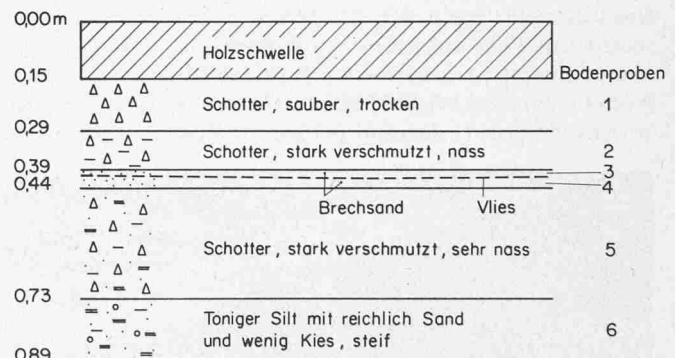 0,00 m
Holzschwelle
0,15
Bodenproben
Schotter, sauber, trocken 1
0,29
Schotter, stark verschmutzt, nass 2
0,39
3
0,44
4
Brechsand Vlies
Schotter, stark verschmutzt, sehr nass 5
0,73
Toniger Silt mit reichlich Sand
und wenig Kies, steif
6
0,89